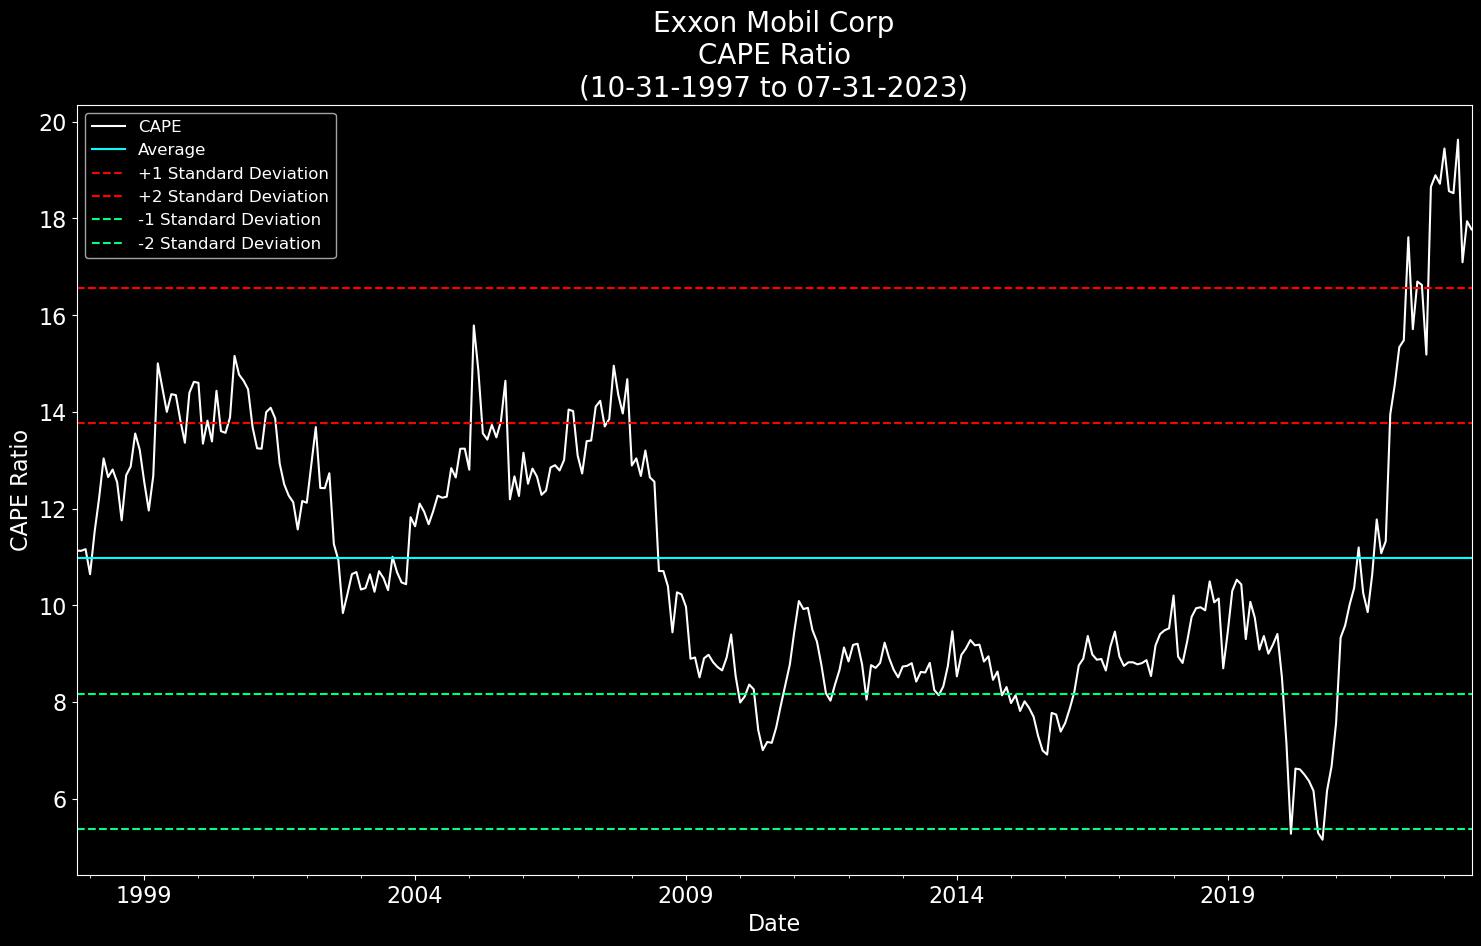 Exxon Mobil Corp
CAPE Ratio
(10-31-1997 to 07-31-2023)
CAPE
Average
+1 Standard Deviation
+2 Standard Deviation
-1 Standard Deviation
-2 Standard Deviation
20
18
16
14
12
10
8
6
CAPE Ratio
1999
2004
2009
2014
2019
Date